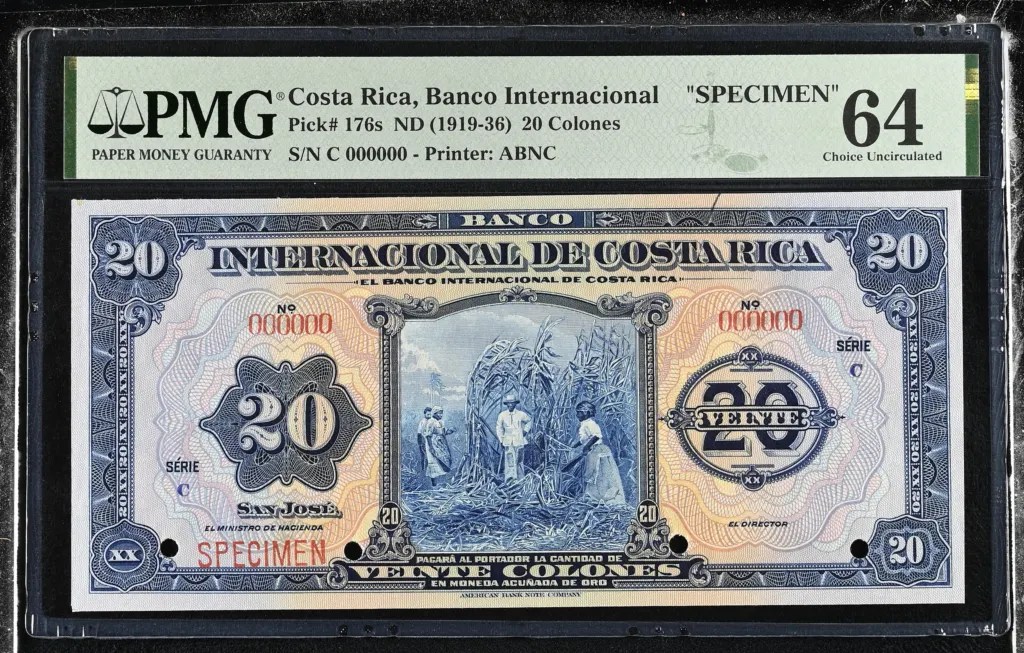 PMG® Costa Rica, Banco Internacional "SPECIMEN" 64
Pick# 176s ND (1919-36) 20 Colones
PAPER MONEY GUARANTY S/N C 000000 - Printer: ABNC Choice Uncirculated
BANCO
20 INTERNACIONAL DE COSTA RICA 20
"EL BANCO INTERNACIONAL DE COSTA RICA"
Nº Nº
000000 000000
SÉRIE
C
XX
20 20
VEINTE
XX
SÉRIE
C
SAN JOSÉ,
20 20
EL MINISTRO DE HACIENDA EL DIRECTOR
XX SPECIMEN 20
PAGARÁ AL PORTADOR LA CANTIDAD DE
VEINTE COLONES
EN MONEDA ACUÑADA DE ORO
AMERICAN BANK NOTE COMPANY